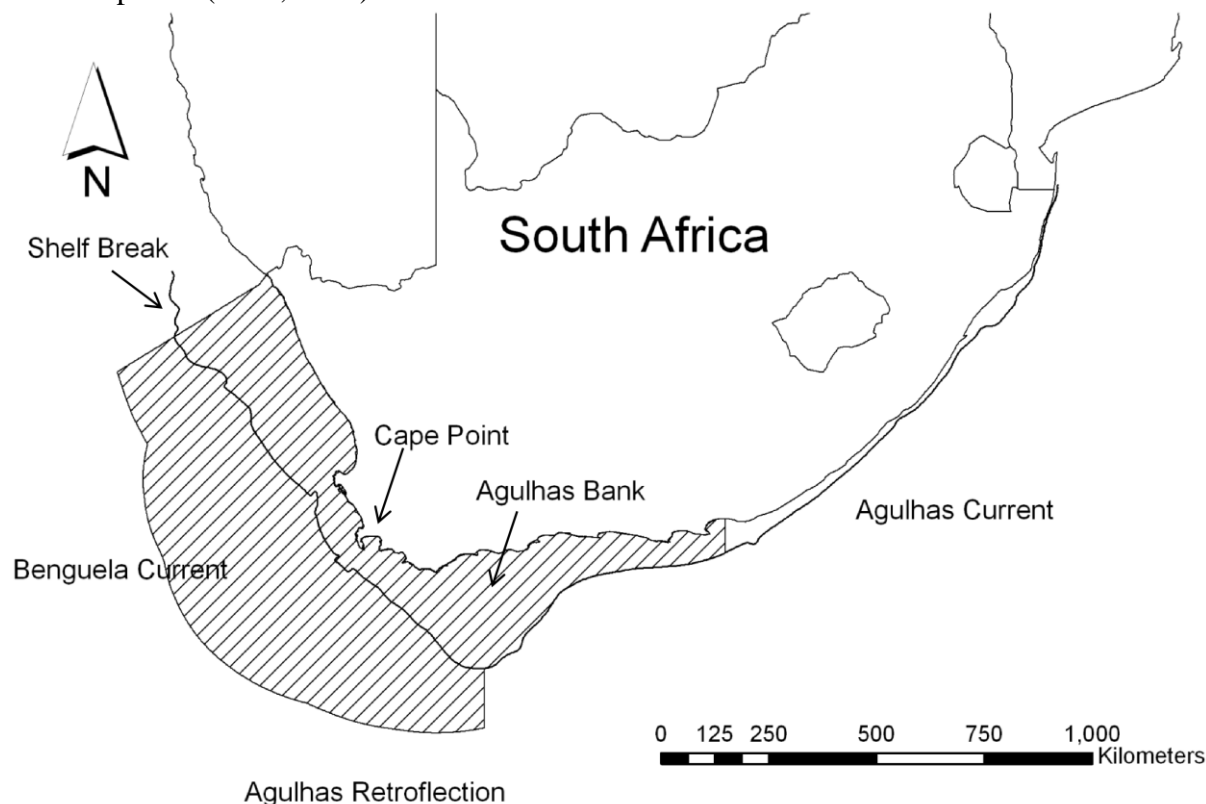 N
South Africa
Shelf Break
Cape Point
Agulhas Bank
Agulhas Current
Benguela Current
0 125 250 500 750 1,000
Kilometers
Agulhas Retroflection